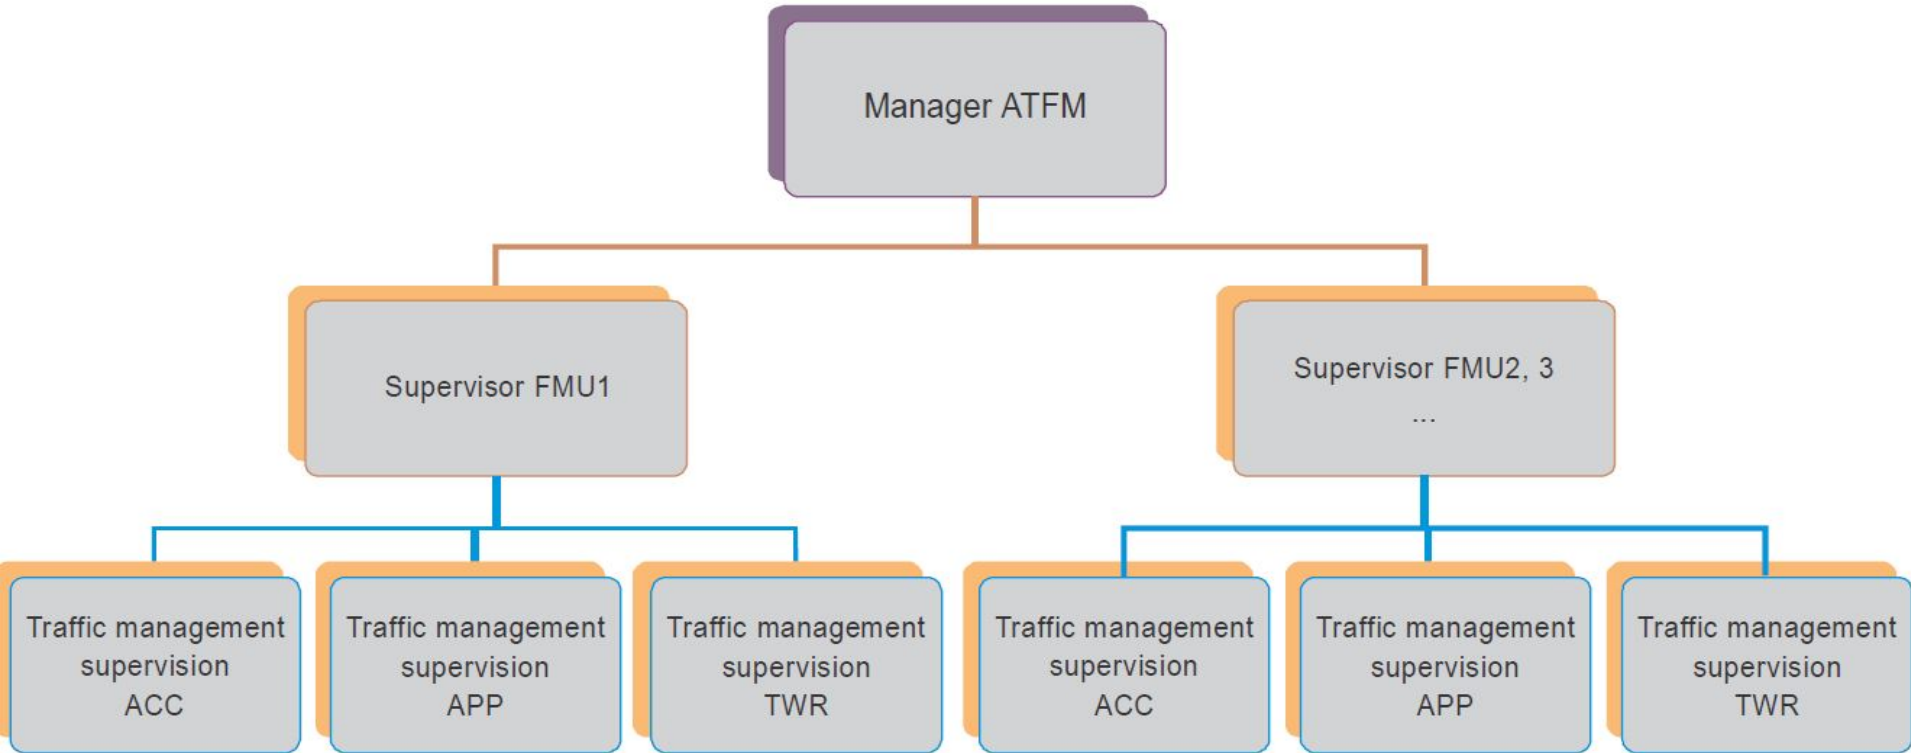 Manager ATFM
Supervisor FMU1
Supervisor FMU2, 3
...
Traffic management
supervision
ACC
Traffic management
supervision
APP
Traffic management
supervision
TWR
Traffic management
supervision
ACC
Traffic management
supervision
APP
Traffic management
supervision
TWR